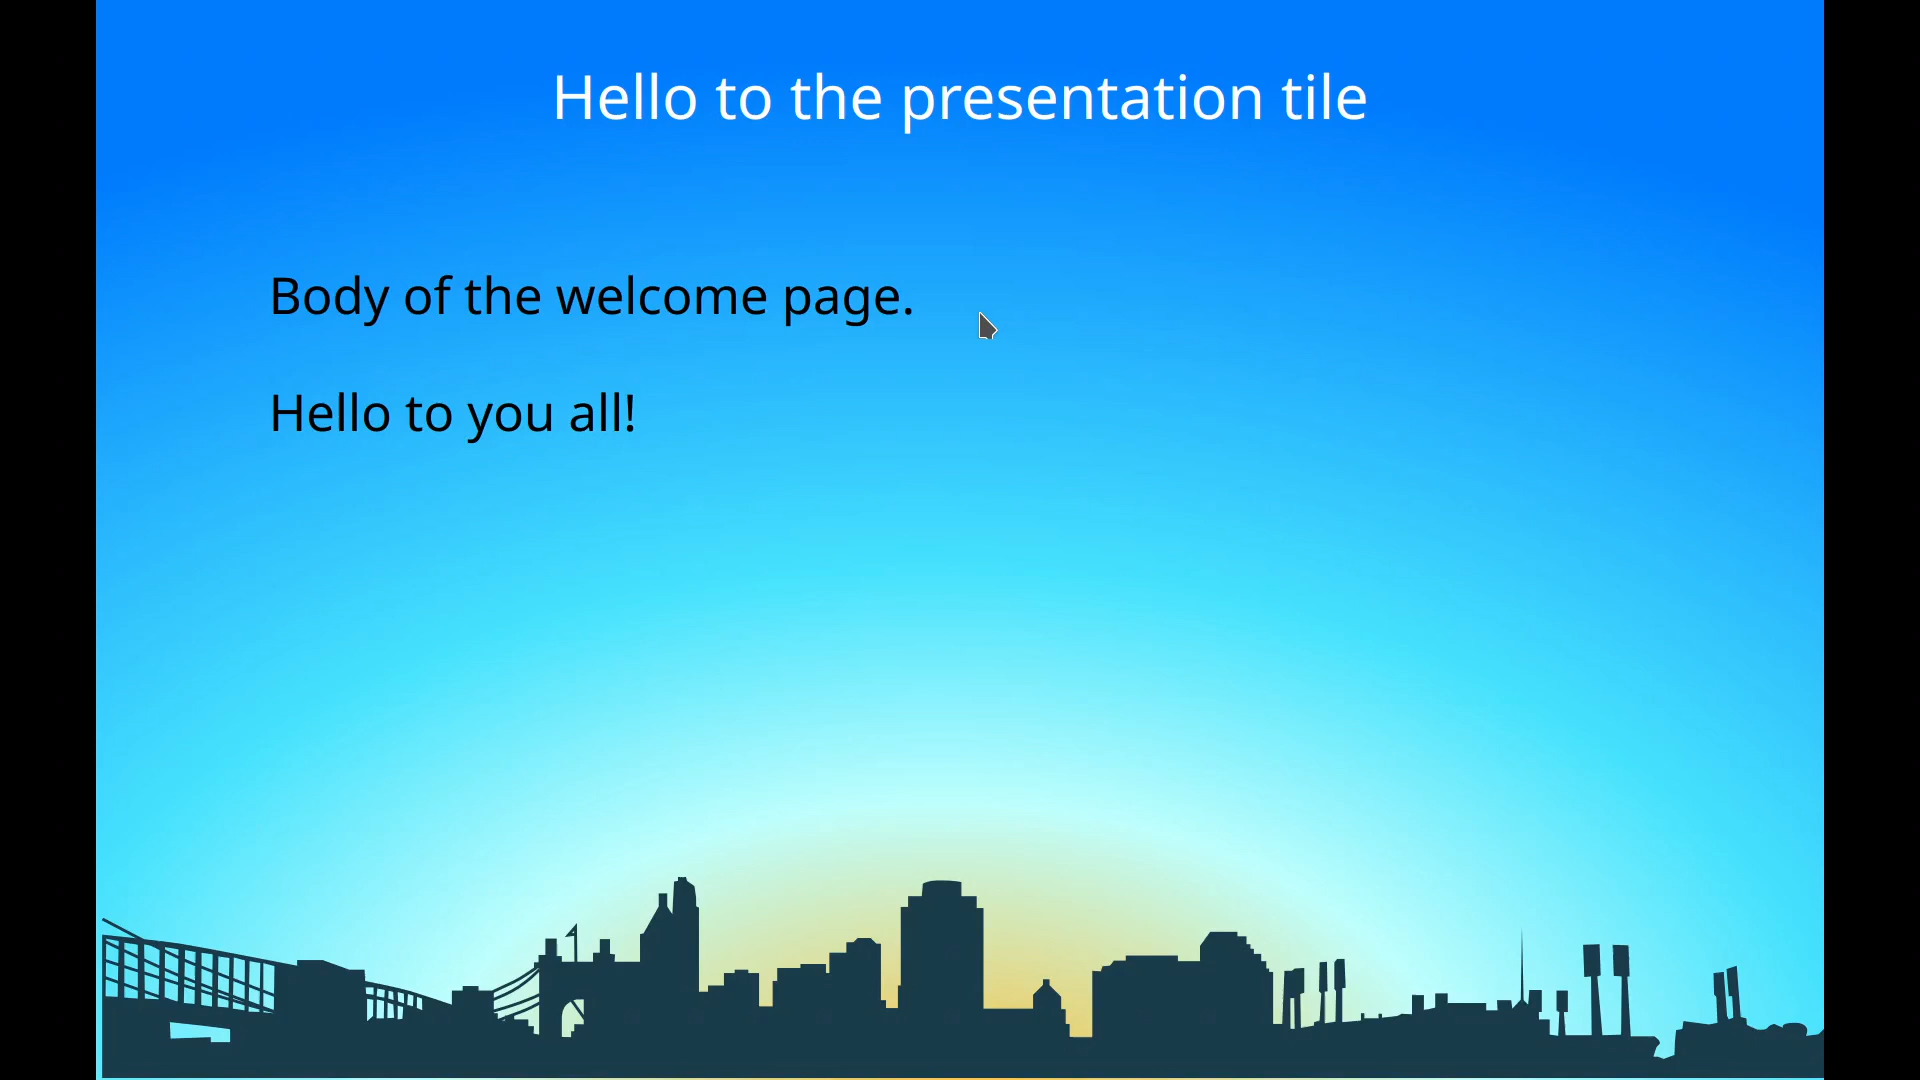 Hello to the presentation tile
Body of the welcome page.
Hello to you all!